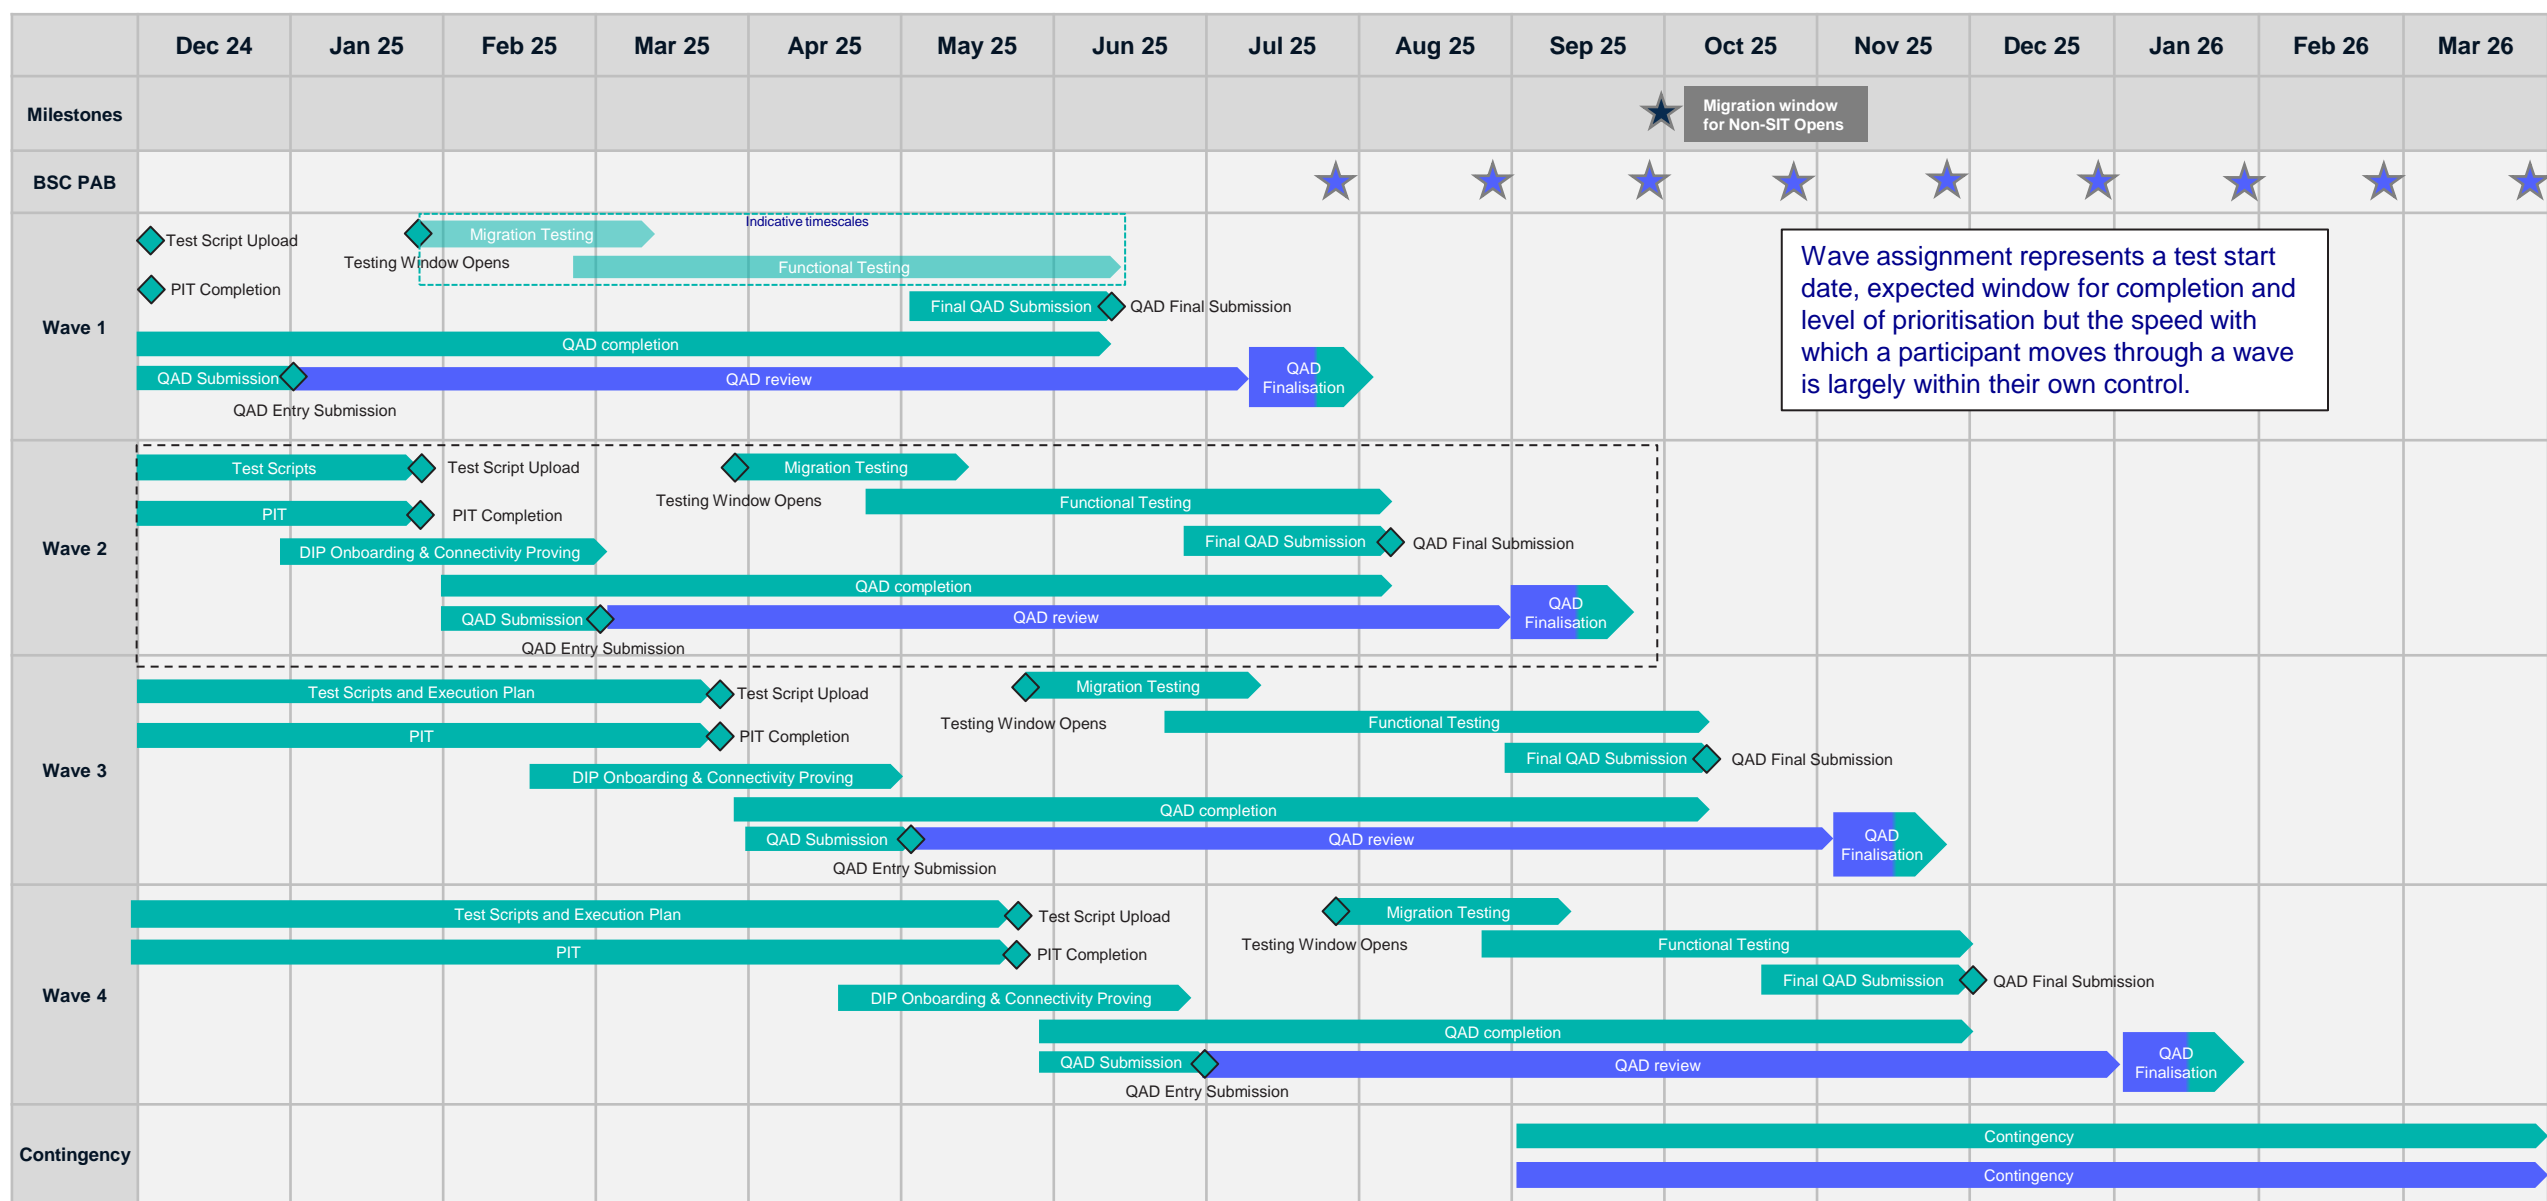 Dec 24 Jan 25 Feb 25 Mar 25 Apr 25 May 25 Jun 25 Jul 25 Aug 25 Sep 25 Oct 25 Nov 25 Dec 25 Jan 26 Feb 26 Mar 26
Milestones
Migration window
for Non-SIT Opens
BSC PAB
Wave 1
Indicative timescales
Test Script Upload
Migration Testing
Testing Window Opens
Functional Testing
PIT Completion
Final QAD Submission
QAD Final Submission
QAD completion
QAD Submission
QAD review
QAD
Finalisation
QAD Entry Submission
Wave assignment represents a test start
date, expected window for completion and
level of prioritisation but the speed with
which a participant moves through a wave
is largely within their own control.
Wave 2
Test Scripts
Test Script Upload
Migration Testing
Testing Window Opens
Functional Testing
PIT
PIT Completion
Final QAD Submission
QAD Final Submission
DIP Onboarding & Connectivity Proving
QAD completion
QAD Submission
QAD review
QAD
Finalisation
QAD Entry Submission
Wave 3
Test Scripts and Execution Plan
Test Script Upload
Migration Testing
Testing Window Opens
Functional Testing
PIT
PIT Completion
Final QAD Submission
QAD Final Submission
DIP Onboarding & Connectivity Proving
QAD completion
QAD Submission
QAD review
QAD
Finalisation
QAD Entry Submission
Wave 4
Test Scripts and Execution Plan
Test Script Upload
Migration Testing
Testing Window Opens
Functional Testing
PIT
PIT Completion
Final QAD Submission
QAD Final Submission
DIP Onboarding & Connectivity Proving
QAD completion
QAD Submission
QAD review
QAD
Finalisation
QAD Entry Submission
Contingency
Contingency
Contingency